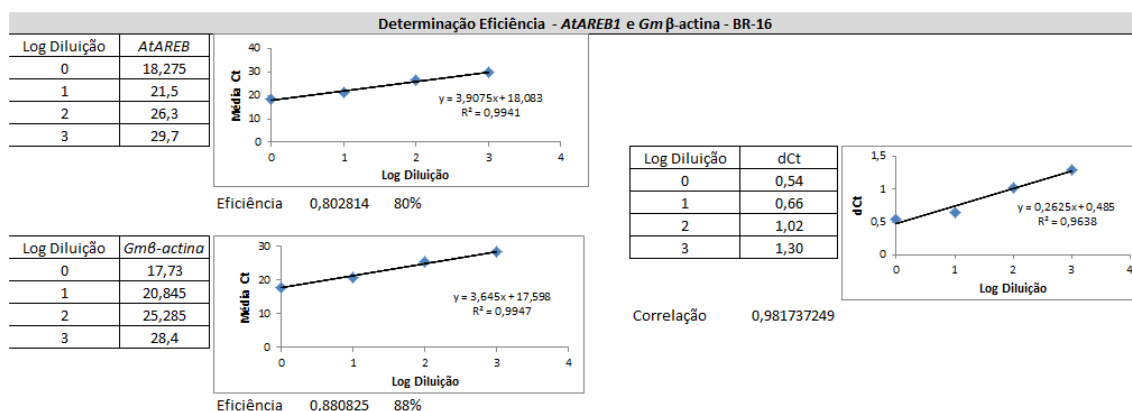 Determinação Eficiência - AtAREB1 e Gm β-actina - BR-16
Log Diluição AtAREB
0 18,275
1 21,5
2 26,3
3 29,7
Média Ct
40
30
20
10
0
y = 3,9075x + 18,083
R² = 0,9941
0 1 2 3 4
Log Diluição
Eficiência 0,802814 80%
Log Diluição Gmβ-actina
0 17,73
1 20,845
2 25,285
3 28,4
Média Ct
30
20
10
0
y = 3,645x + 17,598
R² = 0,9947
0 1 2 3 4
Log Diluição
Eficiência 0,880825 88%
Log Diluição dCt
0 0,54
1 0,66
2 1,02
3 1,30
dCt
1,5
1
0,5
0
y = 0,2625x + 0,485
R² = 0,9638
0 1 2 3 4
Log Diluição
Correlação 0,981737249